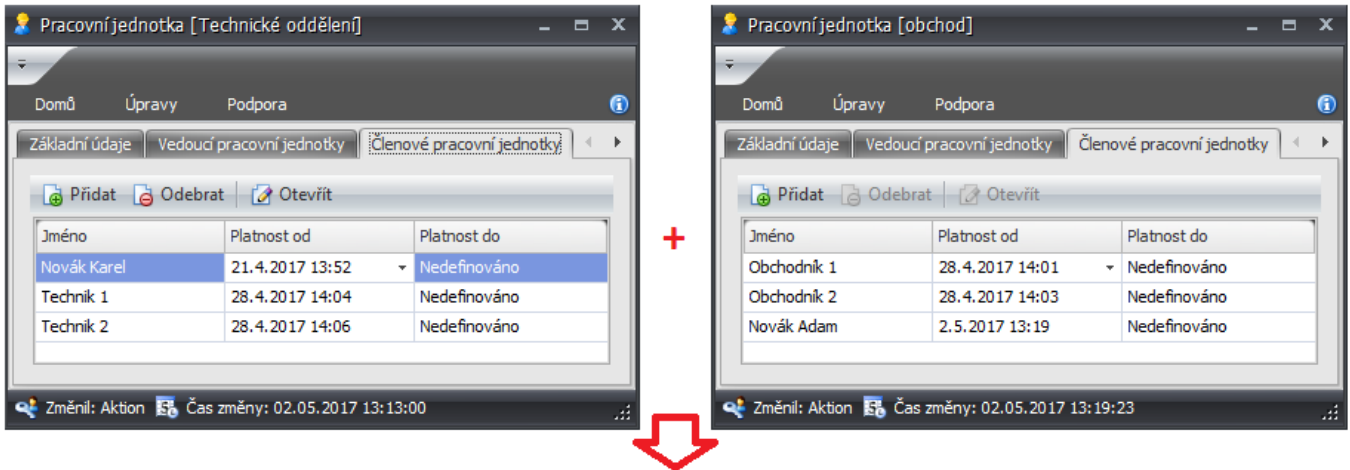 Pracovní jednotka [Technické oddělení]
Domů Úpravy Podpora
Základní údaje Vedoucí pracovní jednotky Členové pracovní jednotky
Přidat Odebrat Otevřít
Jméno Platnost od Platnost do
Novák Karel 21.4.2017 13:52 Nedefinováno
Technik 1 28.4.2017 14:04 Nedefinováno
Technik 2 28.4.2017 14:06 Nedefinováno
Změnil: Aktion Čas změny: 02.05.2017 13:13:00
+
Pracovní jednotka [obchod]
Domů Úpravy Podpora
Základní údaje Vedoucí pracovní jednotky Členové pracovní jednotky
Přidat Odebrat Otevřít
Jméno Platnost od Platnost do
Obchodník 1 28.4.2017 14:01 Nedefinováno
Obchodník 2 28.4.2017 14:03 Nedefinováno
Novák Adam 2.5.2017 13:19 Nedefinováno
Změnil: Aktion Čas změny: 02.05.2017 13:19:23